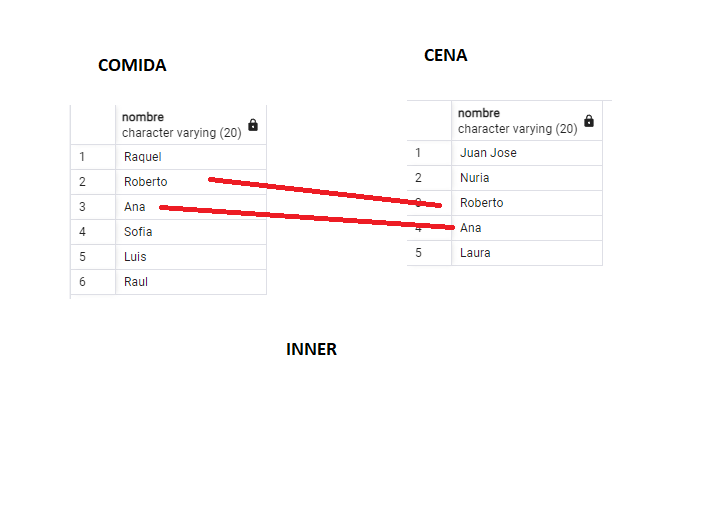 COMIDA
CENA
nombre
character varying (20)
1 Raquel
2 Roberto
3 Ana
4 Sofia
5 Luis
6 Raul
nombre
character varying (20)
1 Juan Jose
2 Nuria
3 Roberto
4 Ana
5 Laura
INNER